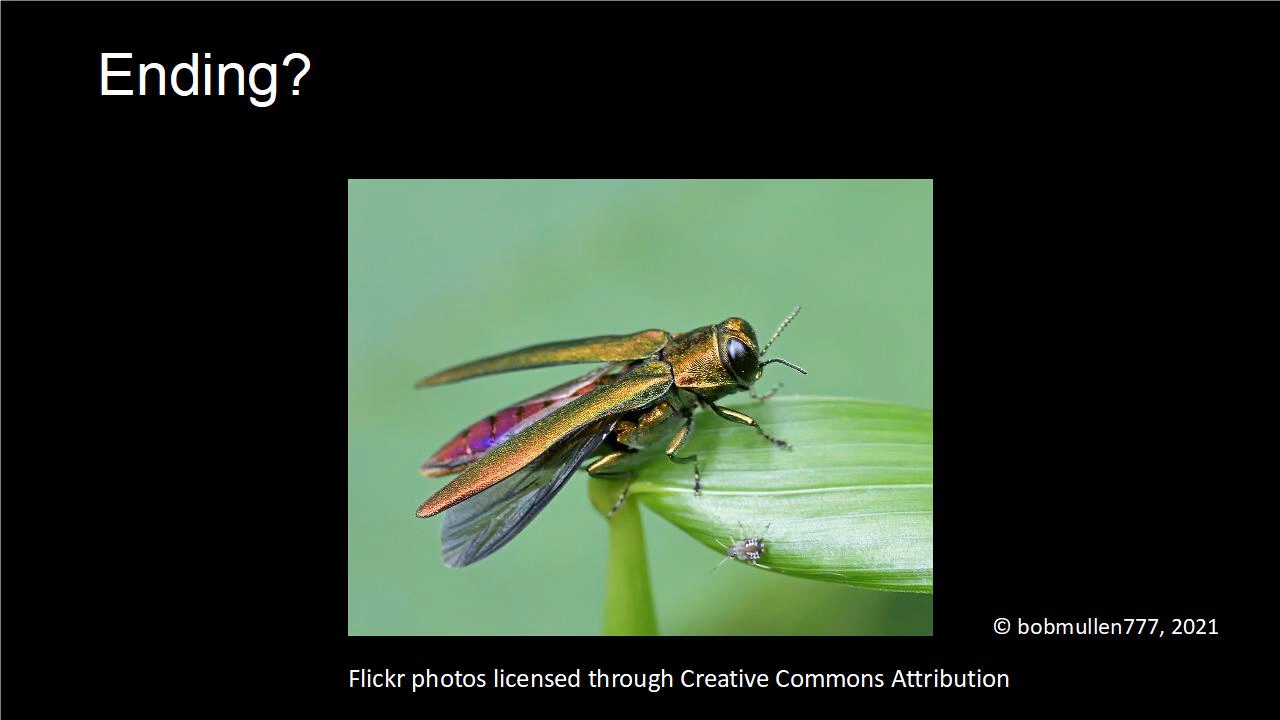 Ending?
© bobmullen777, 2021
Flickr photos licensed through Creative Commons Attribution